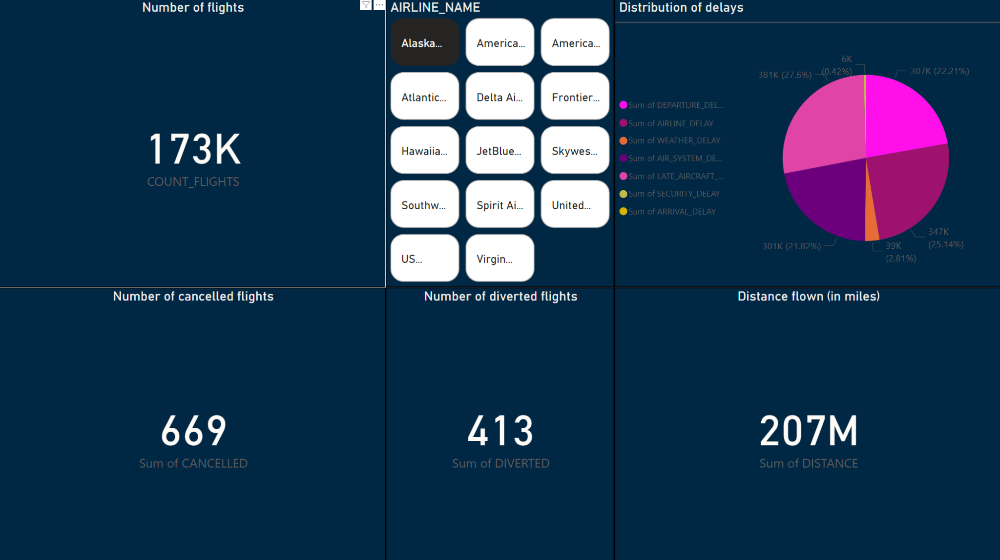 Number of flights
173K
COUNT_FLIGHTS
AIRLINE_NAME
Alaska...
America...
America...
Atlantic...
Delta Ai...
Frontier...
Hawaiia...
JetBlue...
Skywes...
Southw...
Spirit Ai...
United...
US...
Virgin...
Distribution of delays
Sum of DEPARTURE_DEL...
Sum of AIRLINE_DELAY
Sum of WEATHER_DELAY
Sum of AIR_SYSTEM_DE...
Sum of LATE_AIRCRAFT_...
Sum of SECURITY_DELAY
Sum of ARRIVAL_DELAY
6K
(0.42%)
307K (22.21%)
381K (27.6%)
347K
(25.14%)
301K (21.82%)
39K
(2.81%)
Number of cancelled flights
669
Sum of CANCELLED
Number of diverted flights
413
Sum of DIVERTED
Distance flown (in miles)
207M
Sum of DISTANCE